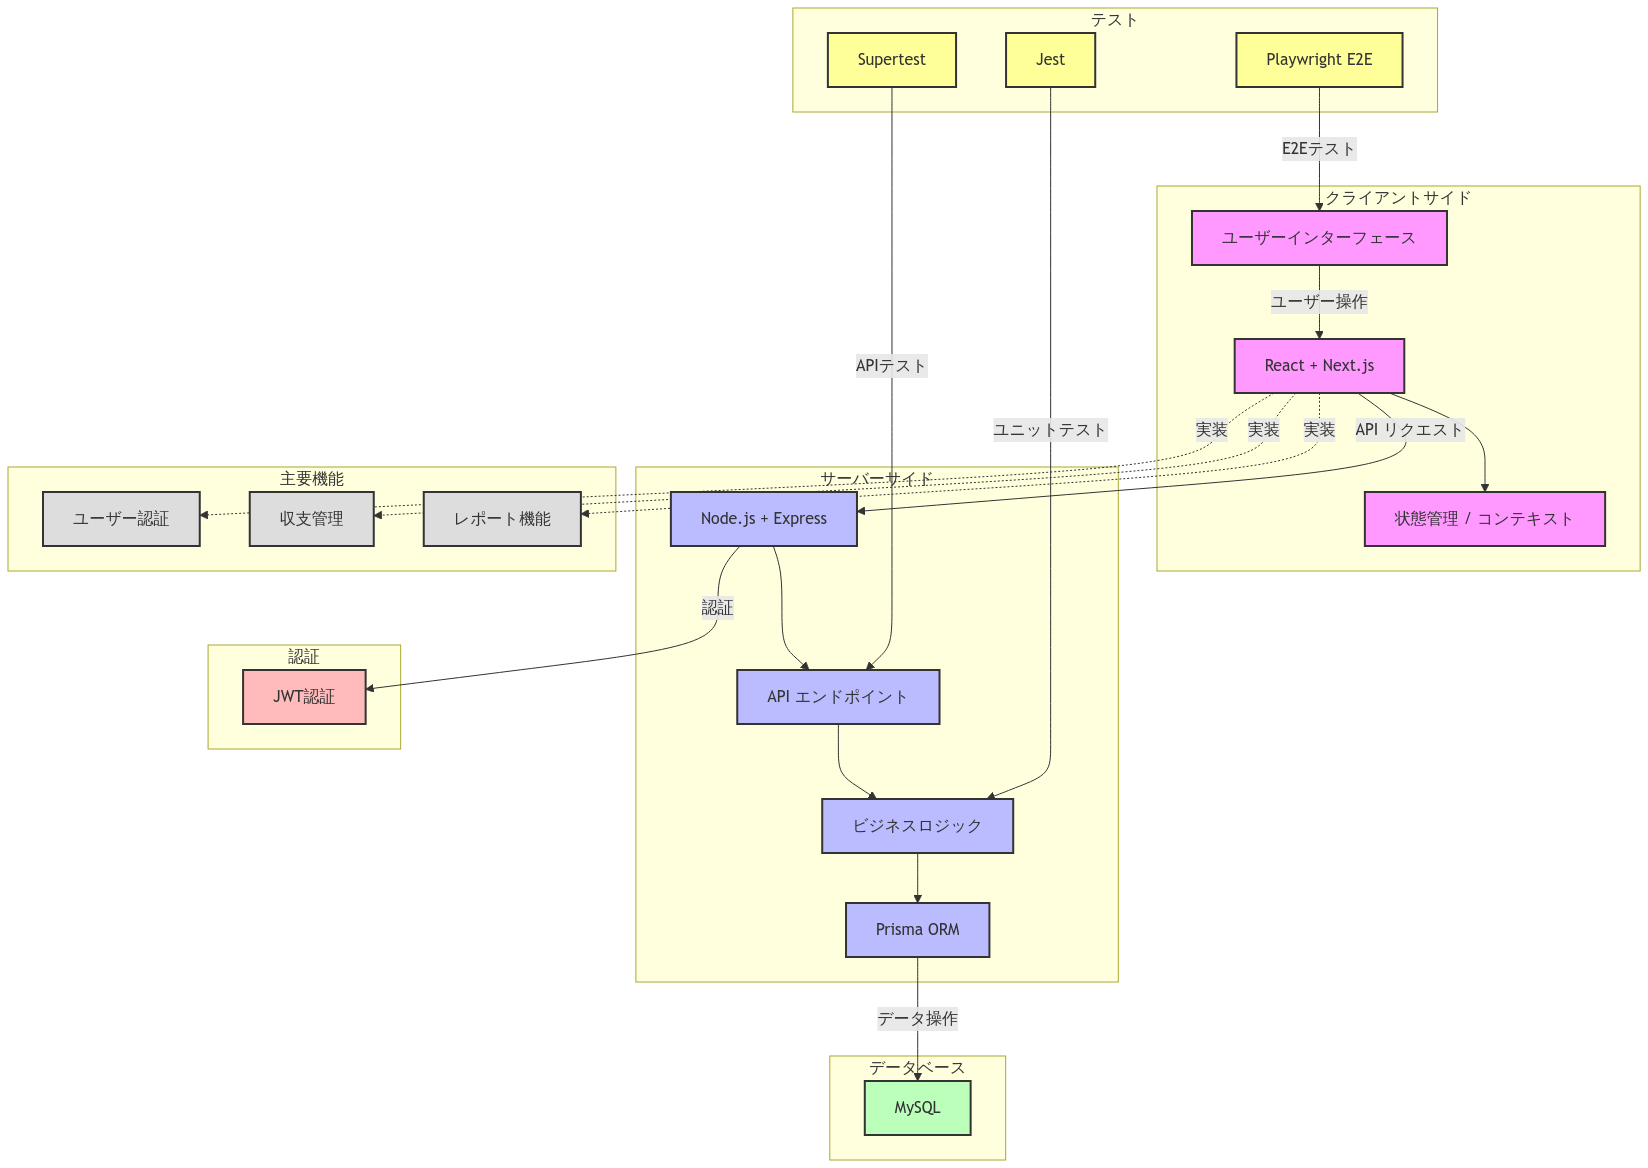 テスト
Supertest
Jest
Playwright E2E
E2Eテスト
クライアントサイド
ユーザーインターフェース
ユーザー操作
React + Next.js
APIテスト
ユニットテスト
実装
実装
実装
API リクエスト
主要機能
ユーザー認証
収支管理
レポート機能
サーバーサイド
Node.js + Express
状態管理 / コンテキスト
認証
認証
JWT認証
API エンドポイント
ビジネスロジック
Prisma ORM
データ操作
データベース
MySQL